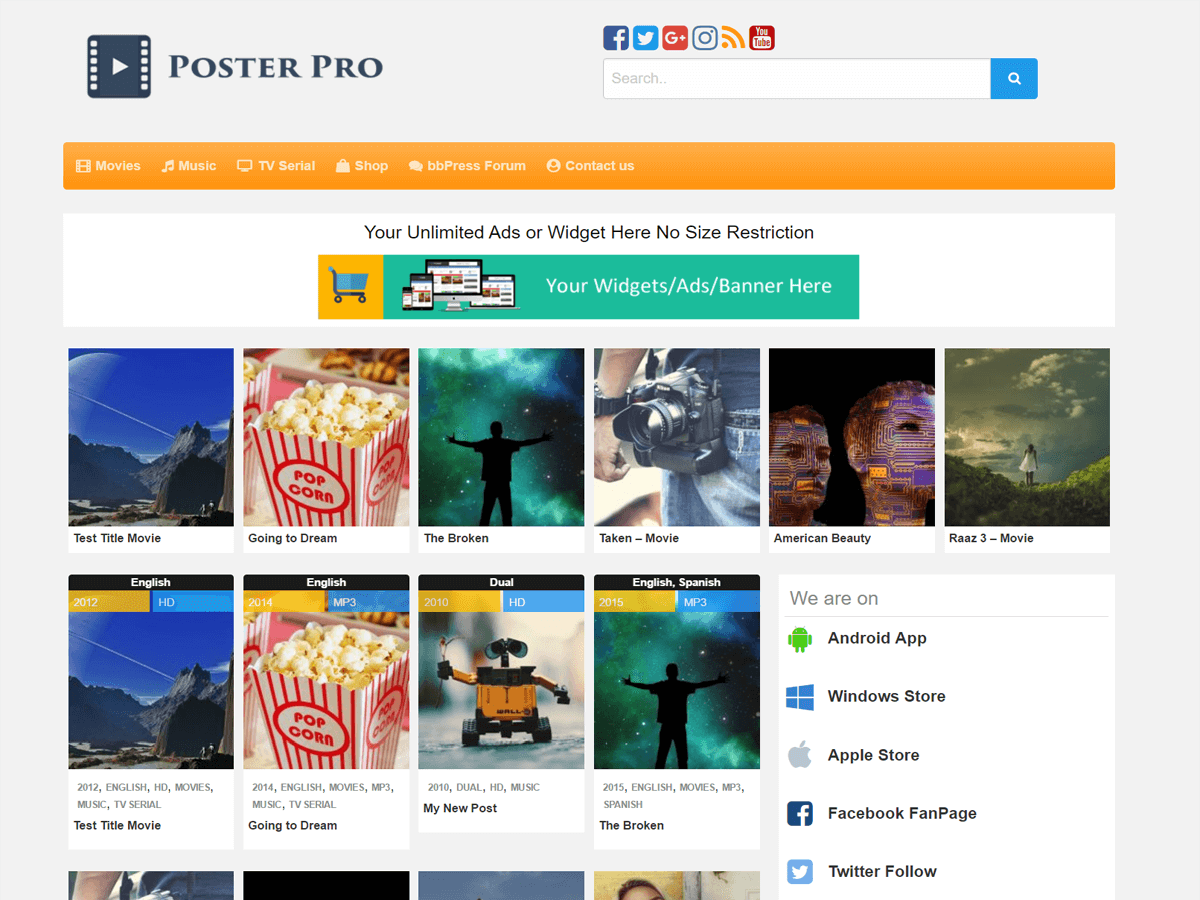 POSTER PRO
You
Tube
G+
Search..
Movies Music TV Serial Shop bbPress Forum Contact us
Your Unlimited Ads or Widget Here No Size Restriction
Your Widgets/Ads/Banner Here
POP
CORN
POP
CORN
Test Title Movie
Going to Dream
The Broken
Taken – Movie
American Beauty
Raaz 3 – Movie
English
2012 HD
2012, ENGLISH, HD, MOVIES,
MUSIC, TV SERIAL
Test Title Movie
English
2014 MP3
POP
CORN
POP
CORN
2014, ENGLISH, MOVIES, MP3,
MUSIC, TV SERIAL
Going to Dream
Dual
2010 HD
WALL-E
2010, DUAL, HD, MUSIC
My New Post
English, Spanish
2015 MP3
2015, ENGLISH, MOVIES, MP3,
SPANISH
The Broken
We are on
Android App
Windows Store
Apple Store
Facebook FanPage
Twitter Follow